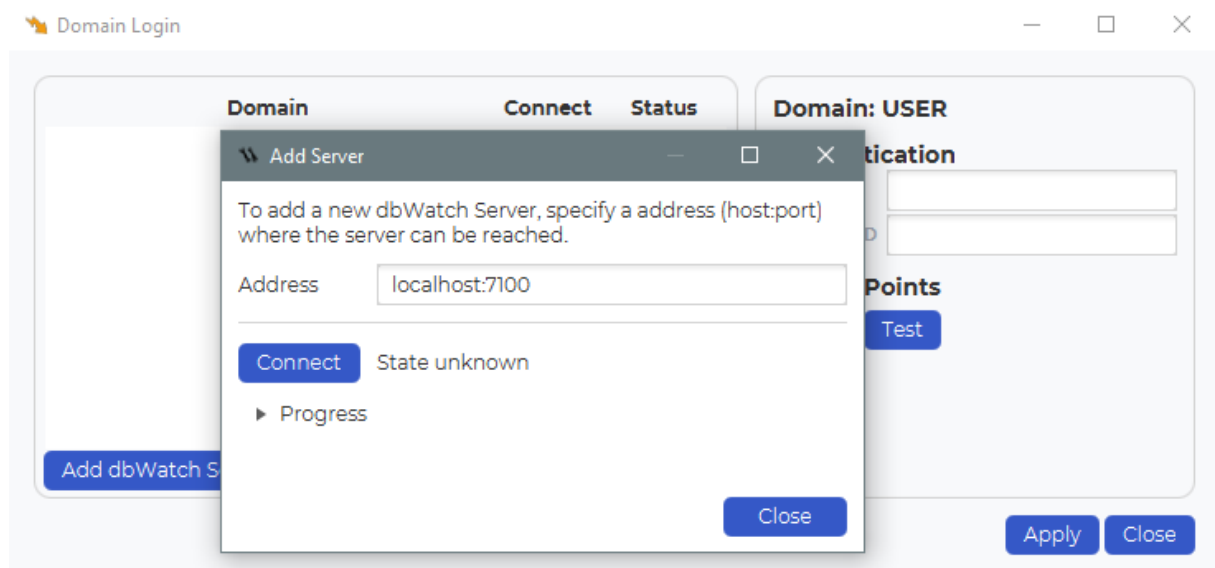 Domain Login
Domain Connect Status
Domain: USER
Add Server
tication
To add a new dbWatch Server, specify a address (host:port)
where the server can be reached.
D
Address localhost:7100
Points
Test
Connect State unknown
Progress
Add dbWatch S
Close
Apply Close